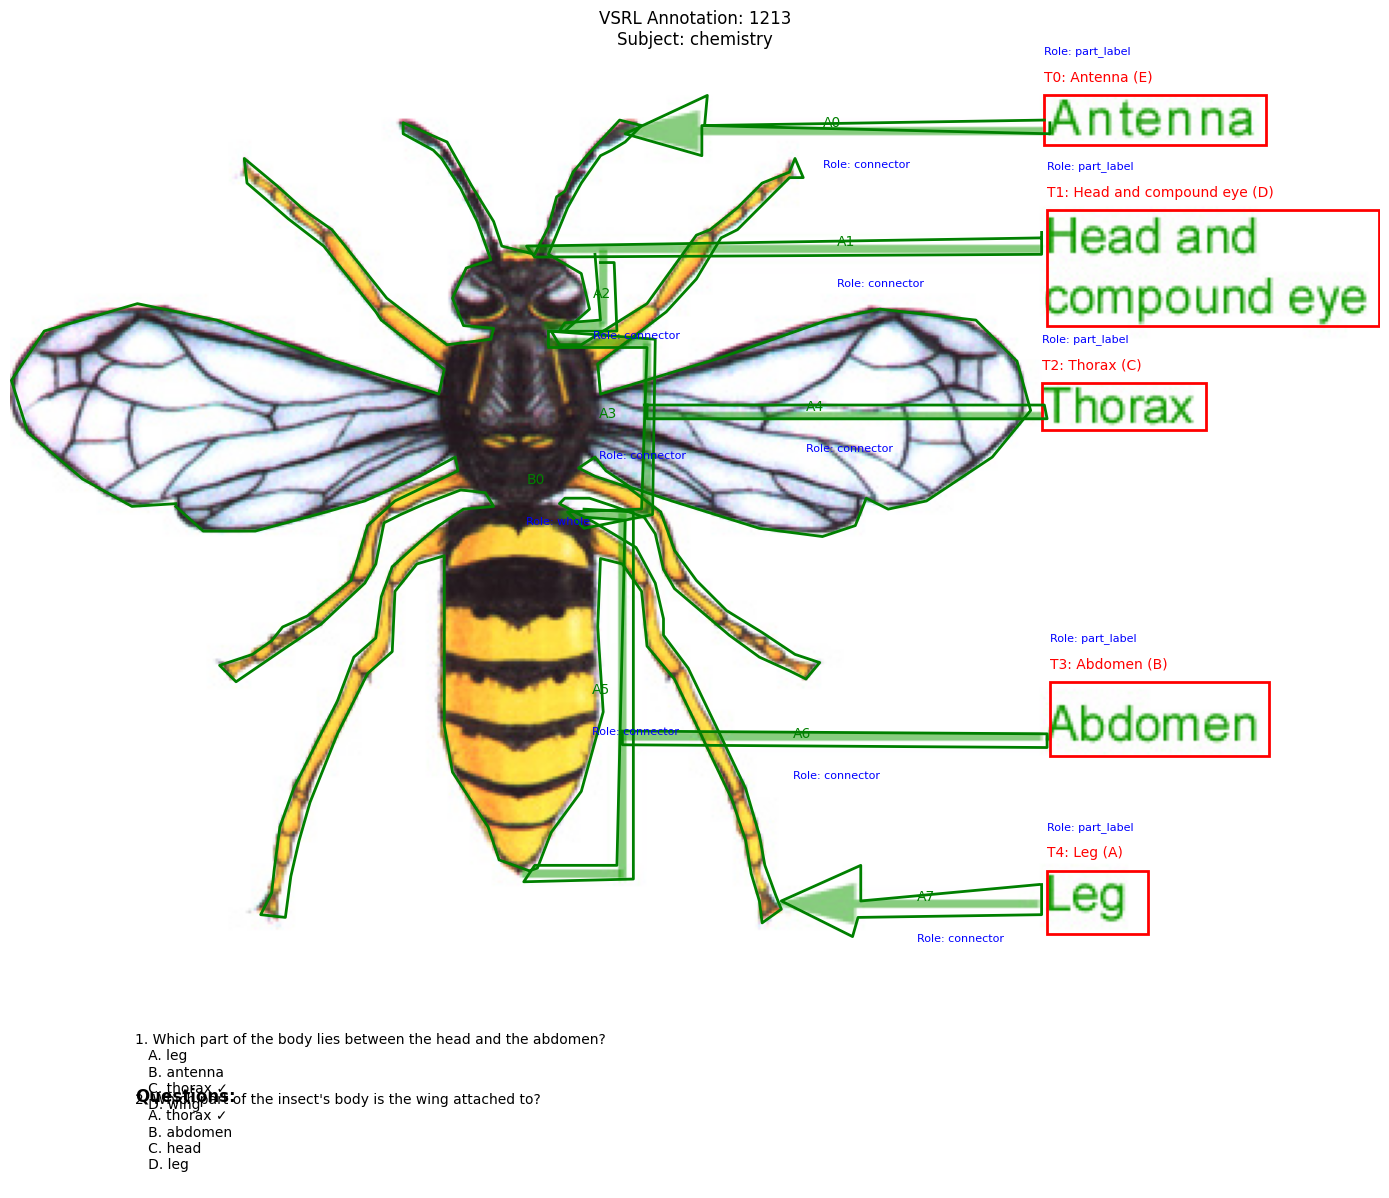 VSRL Annotation: 1213
Subject: chemistry
Role: part_label
T0: Antenna (E)
Antenna
A0
Role: connector
Role: part_label
T1: Head and compound eye (D)
Head and
compound eye
A1
Role: connector
A2
Role: connector
Role: part_label
T2: Thorax (C)
Thorax
A3
Role: connector
A4
Role: connector
B0
Role: whole
Role: part_label
T3: Abdomen (B)
Abdomen
A5
Role: connector
A6
Role: connector
Role: part_label
T4: Leg (A)
Leg
A7
Role: connector
1. Which part of the body lies between the head and the abdomen?
A. leg
B. antenna
C. thorax ✓
D. wing
Questions:
2. Which part of the insect's body is the wing attached to?
A. thorax ✓
B. abdomen
C. head
D. leg